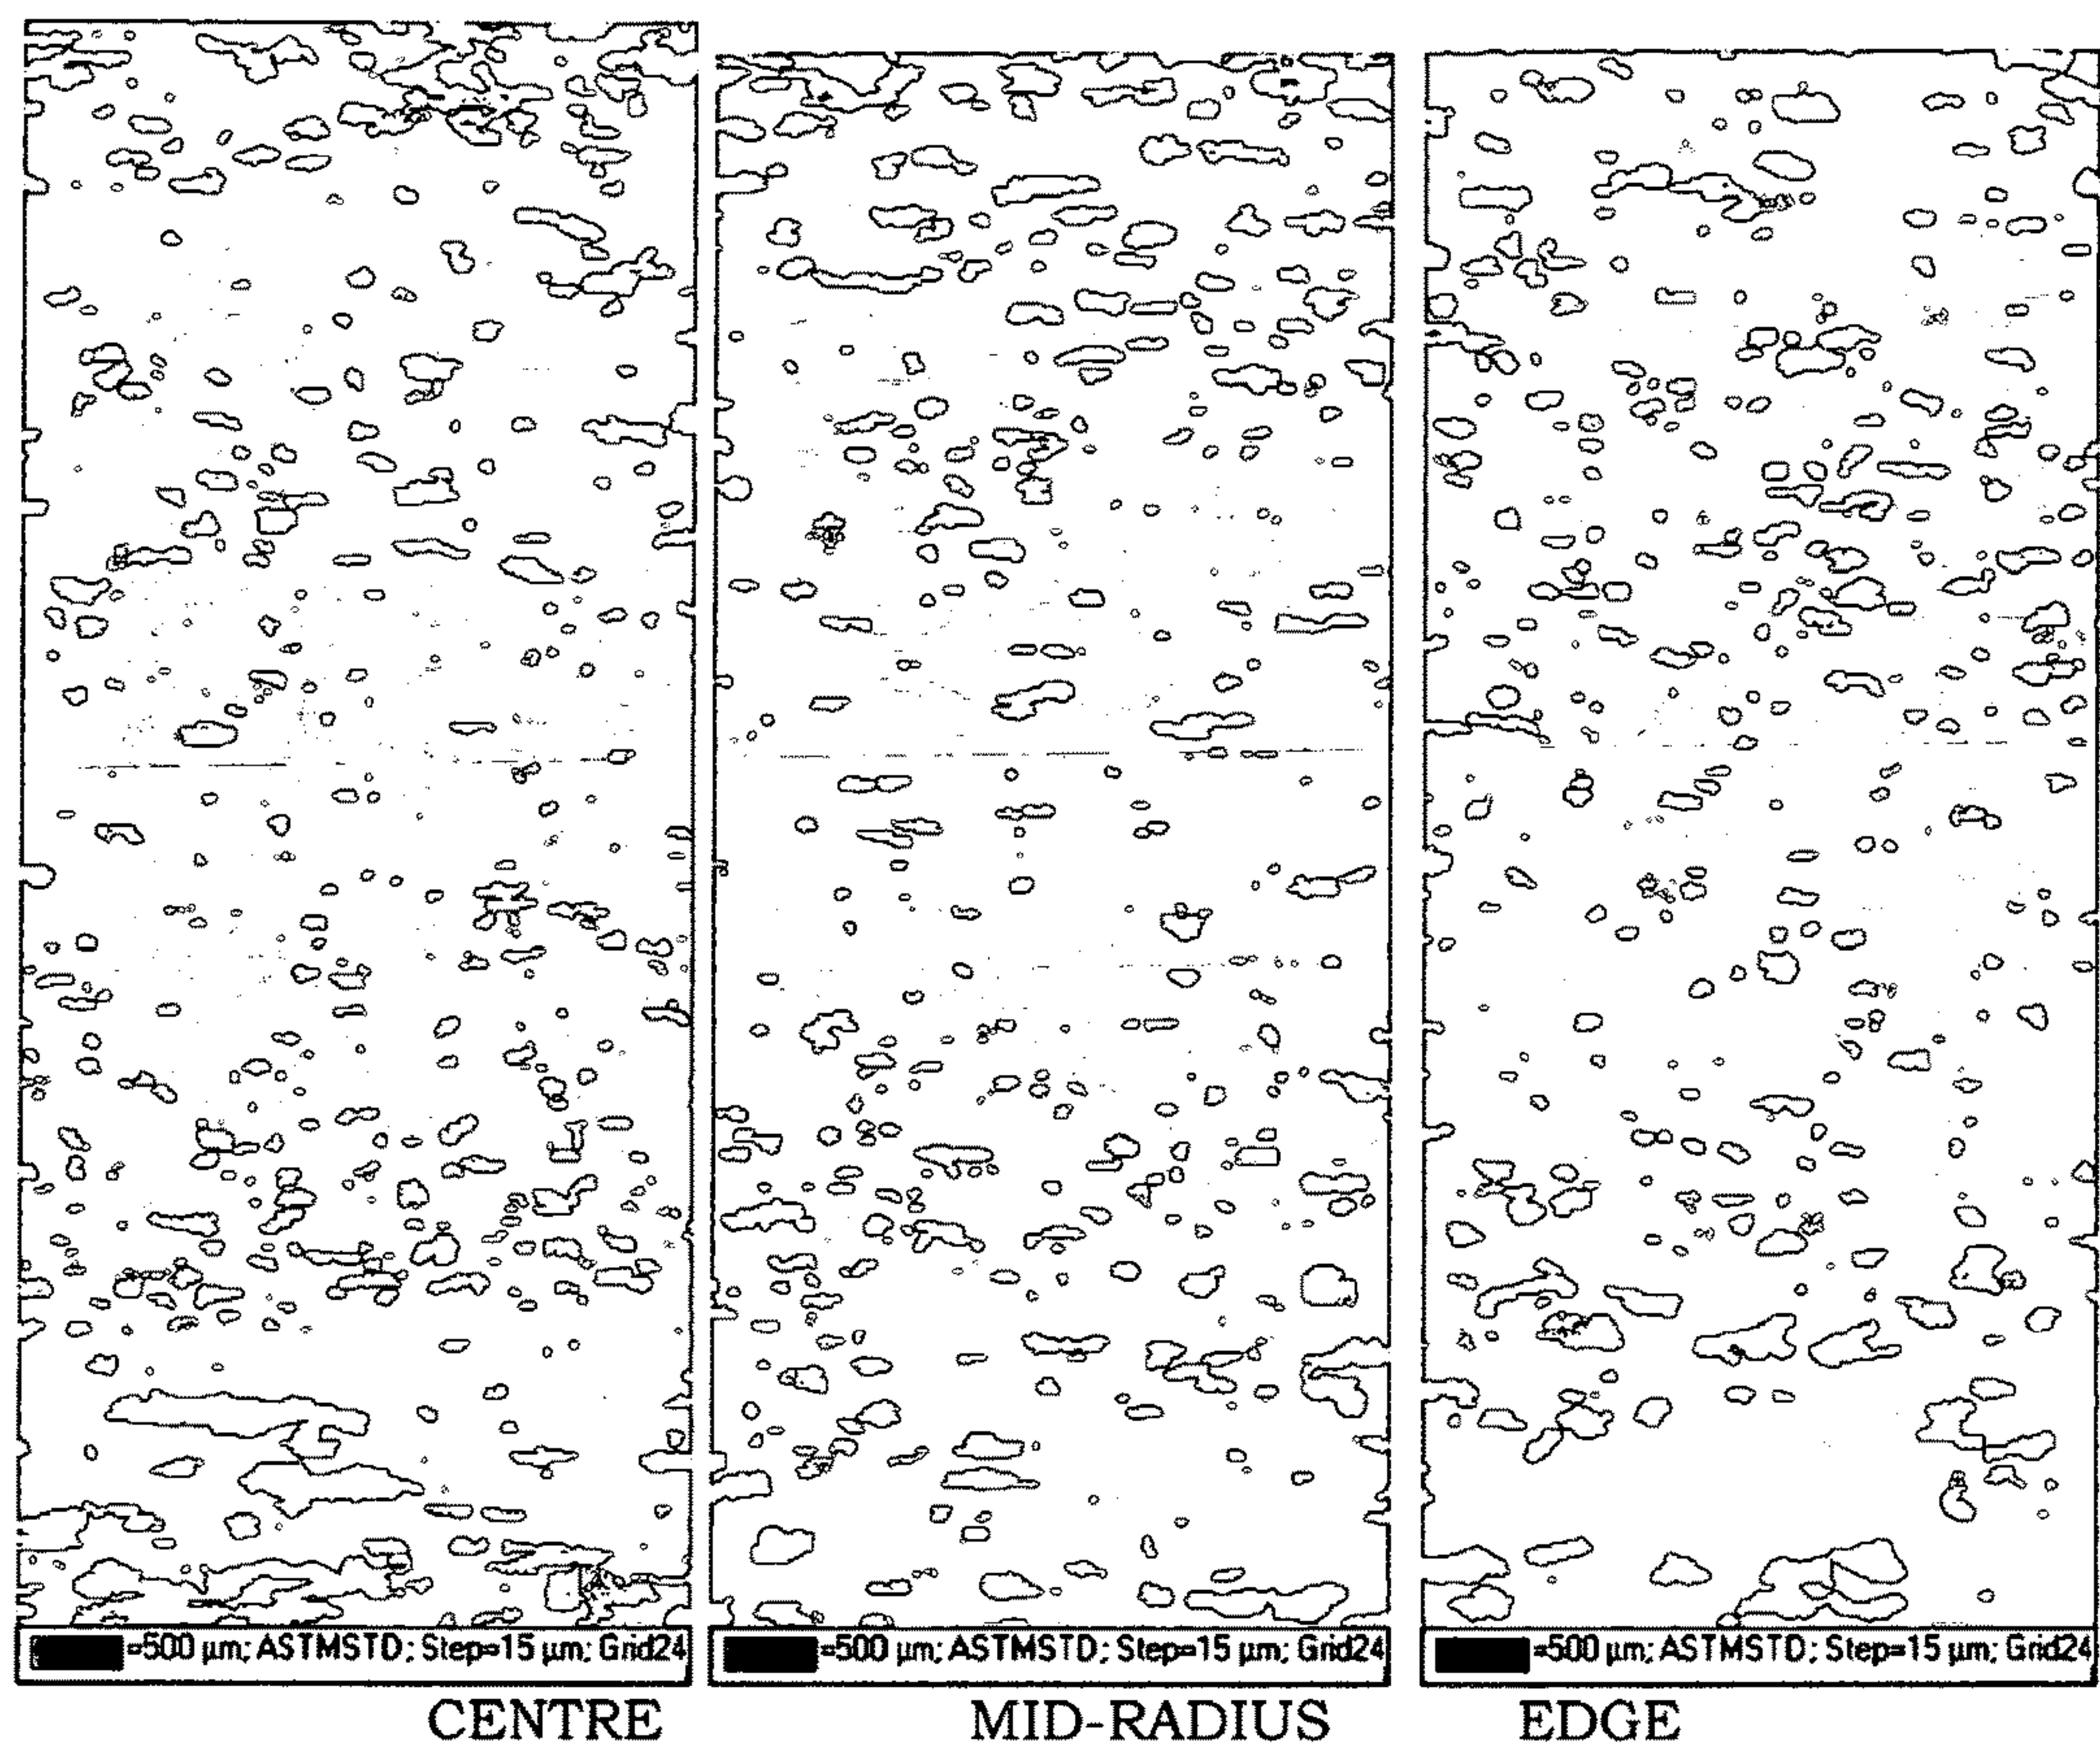 =500 µm; ASTMSTD; Step=15 µm; Grid24
=500 µm; ASTMSTD; Step=15 µm; Grid24
=500 µm; ASTMSTD; Step=15 µm; Grid24
CENTRE
MID-RADIUS
EDGE